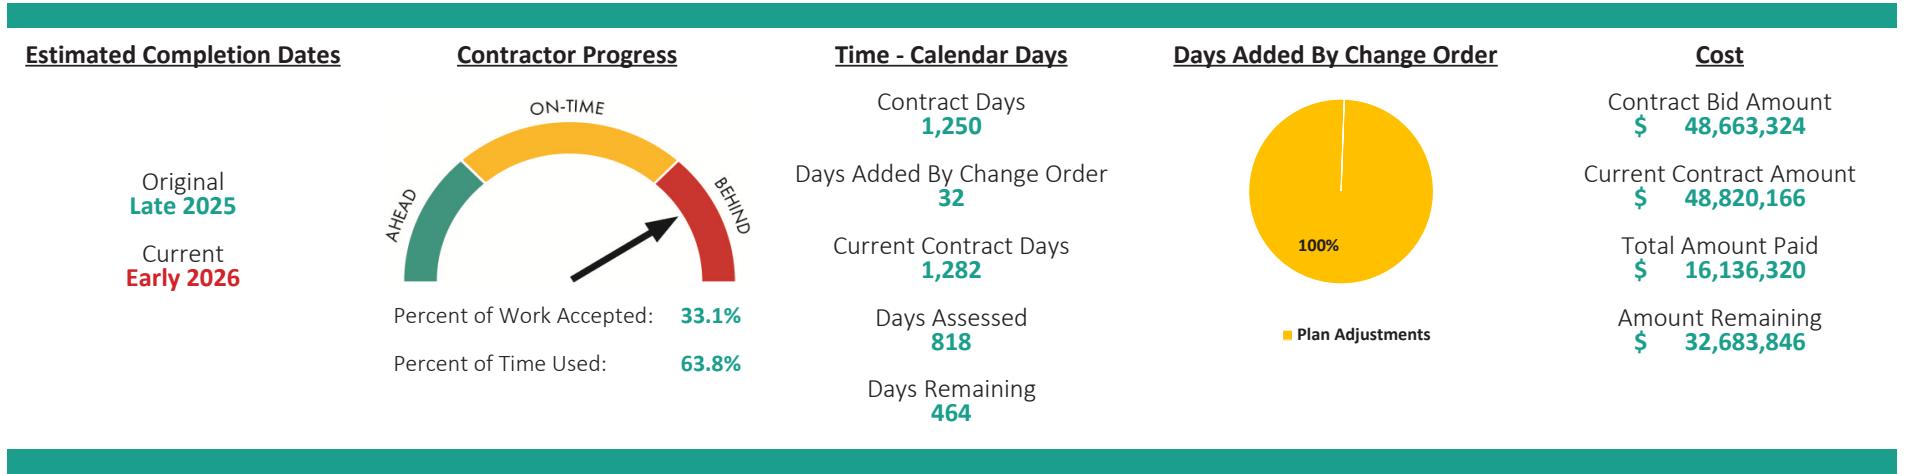 Estimated Completion Dates
Original
Late 2025
Current
Early 2026
Contractor Progress
ON-TIME
AHEAD
BEHIND
Percent of Work Accepted: 33.1%
Percent of Time Used: 63.8%
Time - Calendar Days
Contract Days
1,250
Days Added By Change Order
32
Current Contract Days
1,282
Days Assessed
818
Days Remaining
464
Days Added By Change Order
100%
Plan Adjustments
Cost
Contract Bid Amount
$ 48,663,324
Current Contract Amount
$ 48,820,166
Total Amount Paid
$ 16,136,320
Amount Remaining
$ 32,683,846